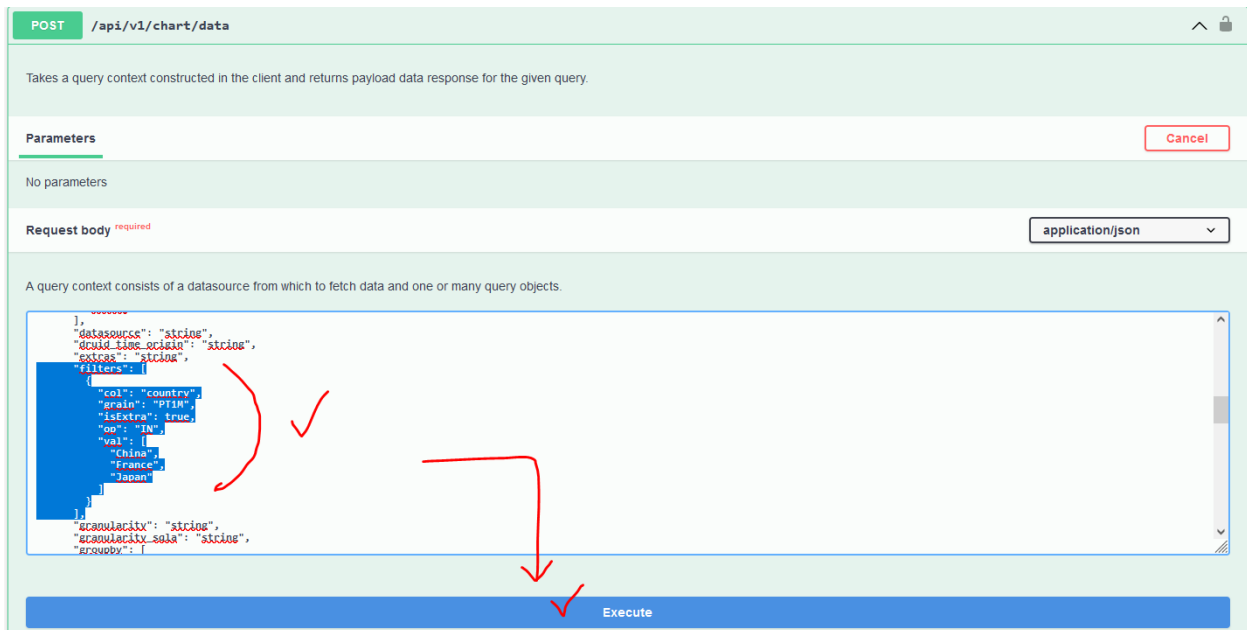 POST /api/v1/chart/data
Takes a query context constructed in the client and returns payload data response for the given query.
Parameters
Cancel
No parameters
Request body required
application/json
A query context consists of a datasource from which to fetch data and one or many query objects.
],
"datasource": "string",
"druid_time_origin": "string",
"extras": "string",
"filters": [
{
"col": "country",
"grain": "PT1M",
"isExtra": true,
"op": "IN",
"val": [
"China",
"France",
"Japan"
]
}
],
"granularity": "string",
"granularity_sqla": "string",
"groupby": [
Execute